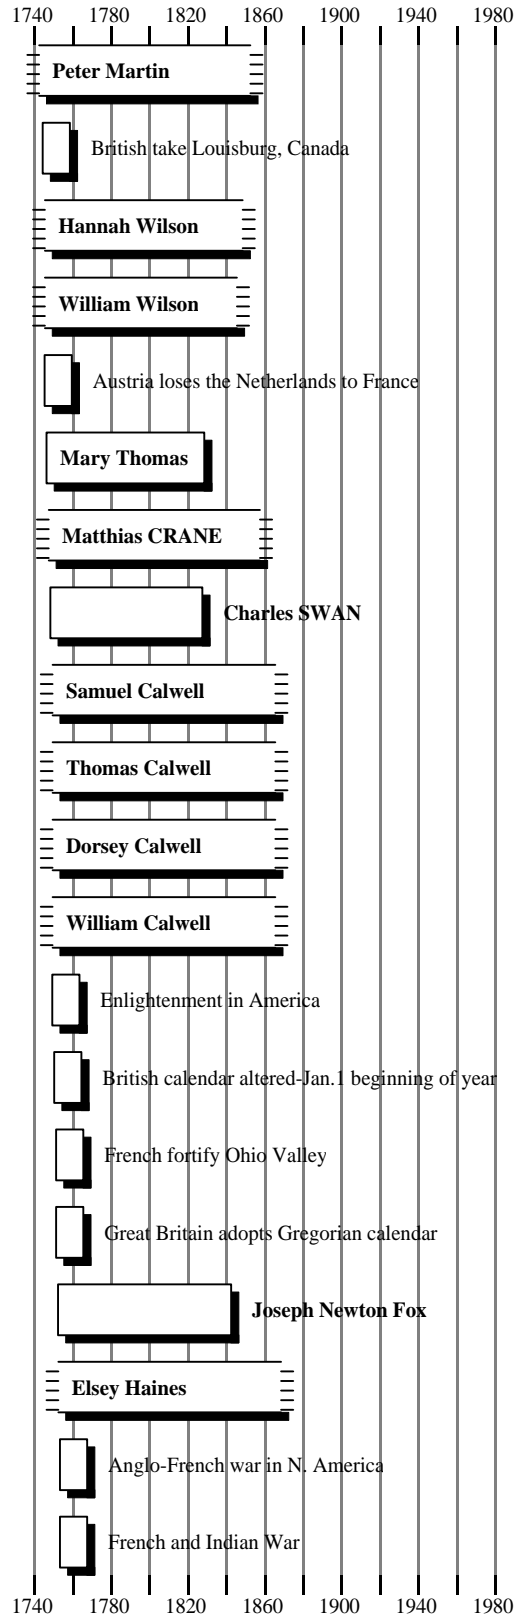 1740 1780 1820 1860 1900 1940 1980
Peter Martin
British take Louisburg, Canada
Hannah Wilson
William Wilson
Austria loses the Netherlands to France
Mary Thomas
Matthias CRANE
Charles SWAN
Samuel Calwell
Thomas Calwell
Dorsey Calwell
William Calwell
Enlightenment in America
British calendar altered-Jan.1 beginning of year
French fortify Ohio Valley
Great Britain adopts Gregorian calendar
Joseph Newton Fox
Elsey Haines
Anglo-French war in N. America
French and Indian War
1740 1780 1820 1860 1900 1940 1980